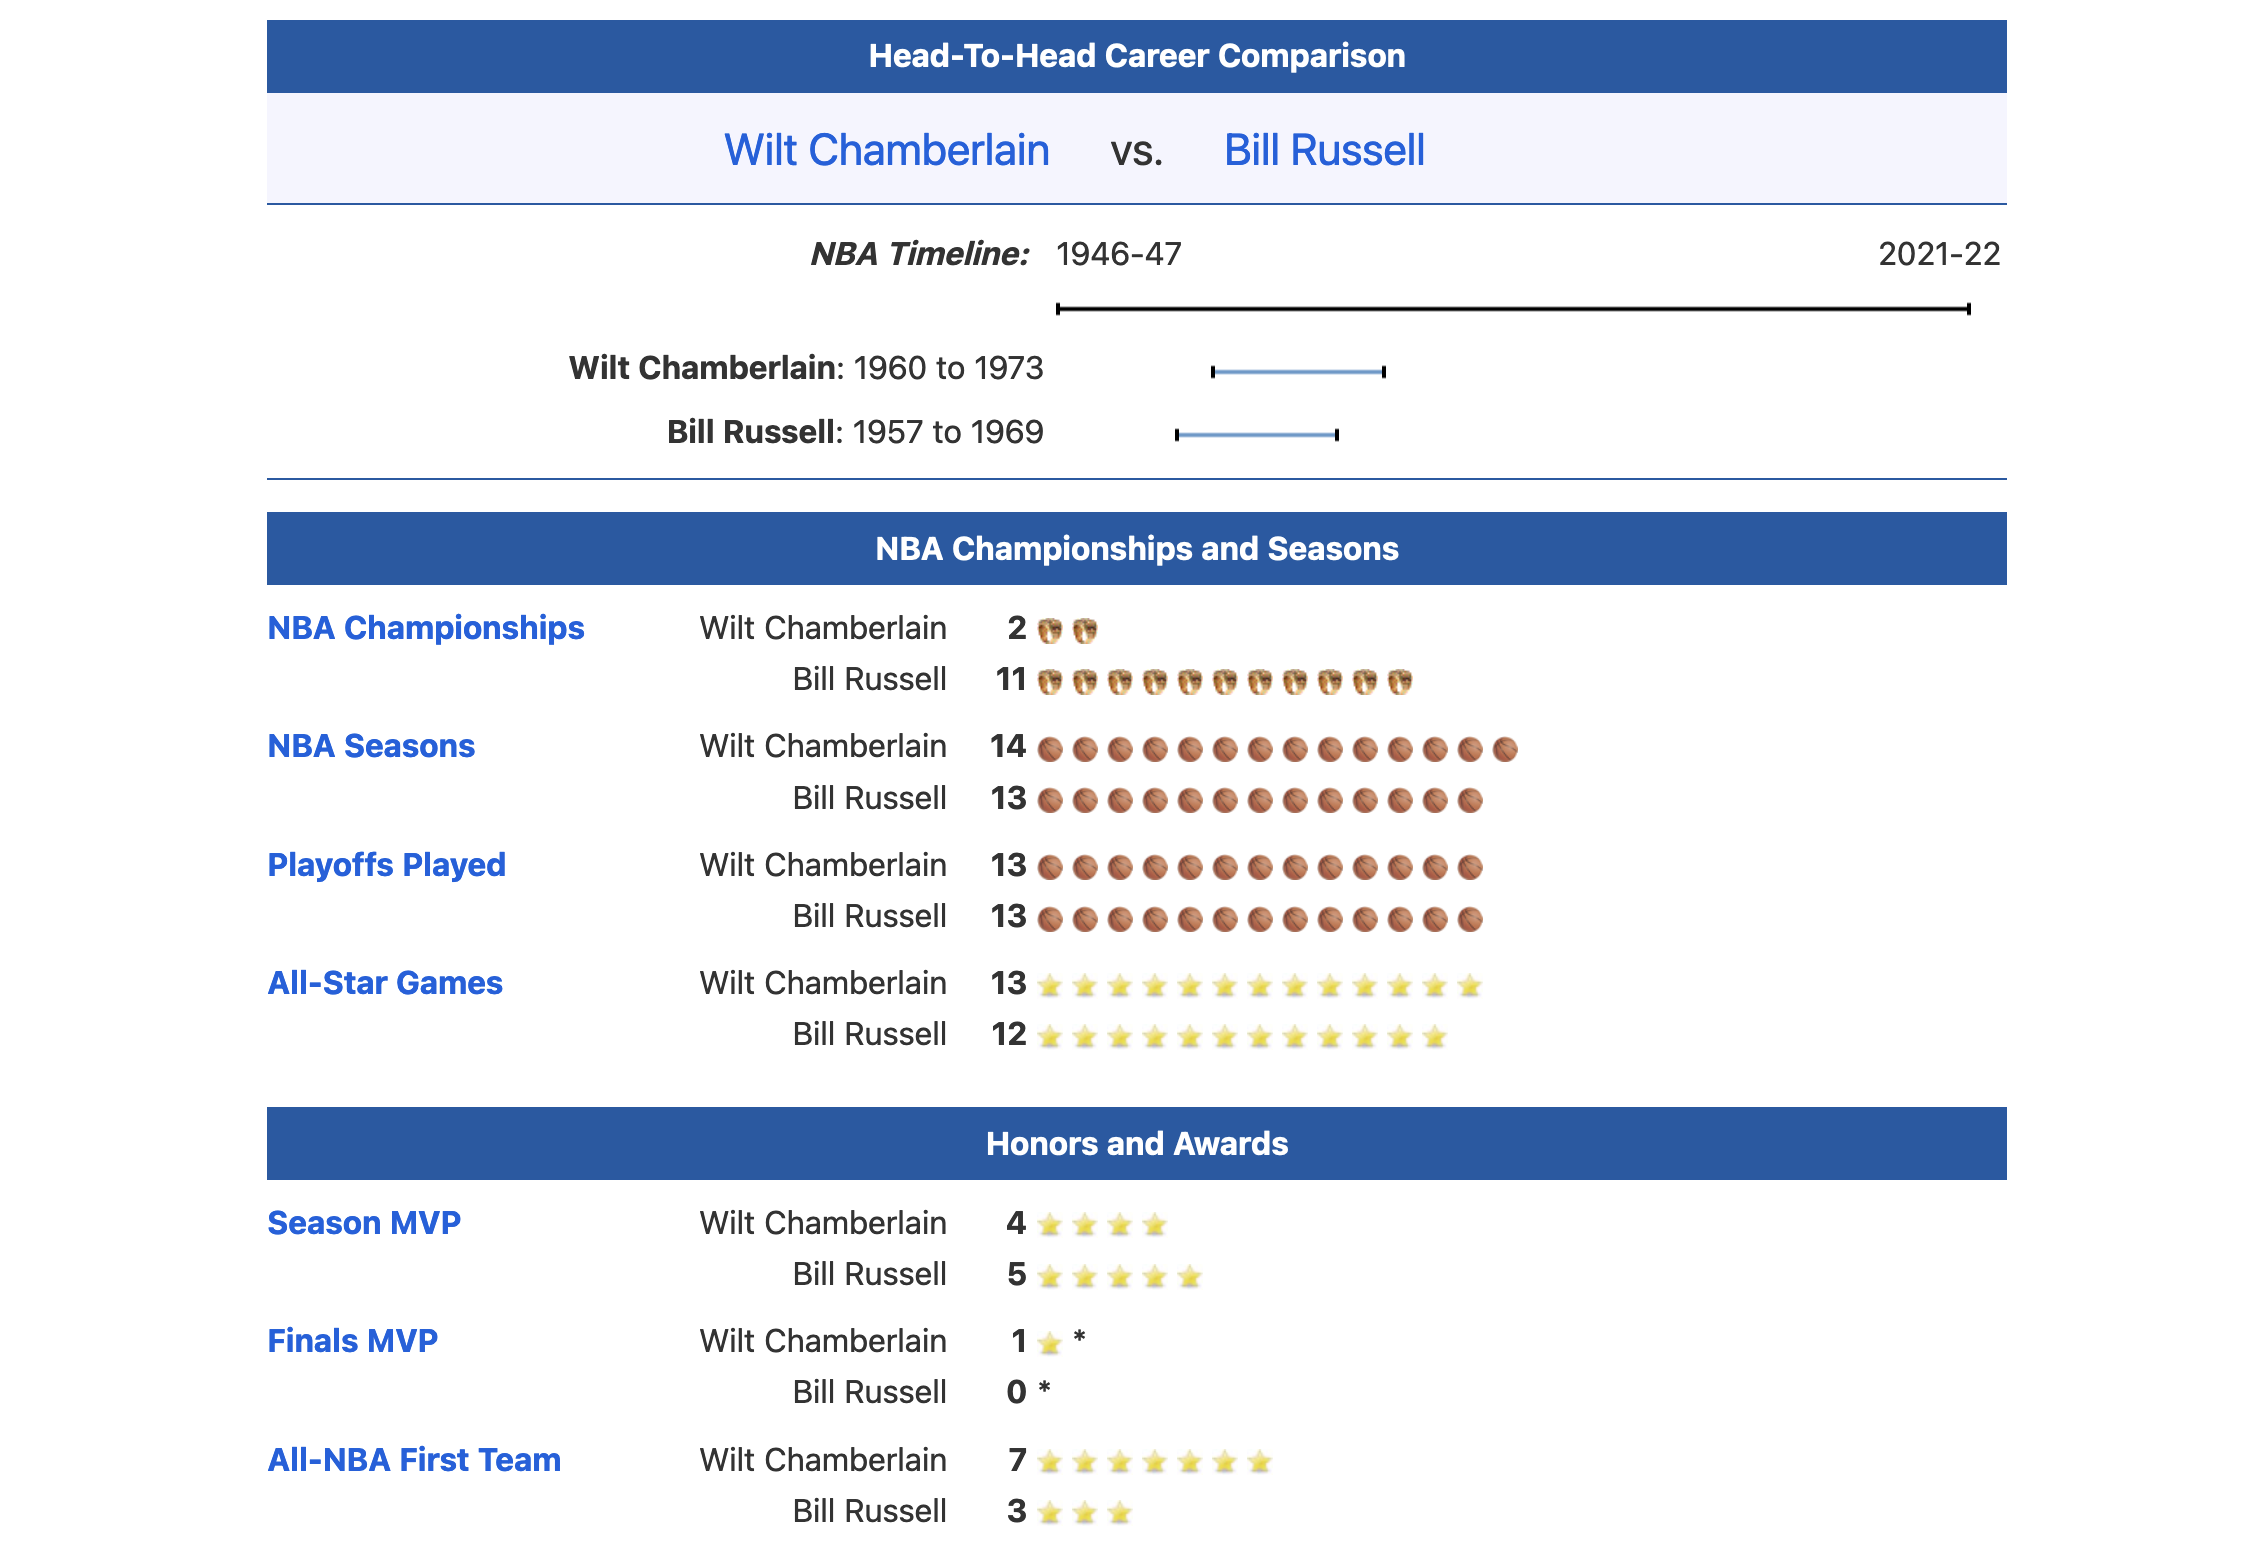 Head-To-Head Career Comparison
Wilt Chamberlain vs. Bill Russell
NBA Timeline: 1946-47 2021-22
Wilt Chamberlain: 1960 to 1973
Bill Russell: 1957 to 1969
NBA Championships and Seasons
NBA Championships Wilt Chamberlain 2
Bill Russell 11
NBA Seasons Wilt Chamberlain 14
Bill Russell 13
Playoffs Played Wilt Chamberlain 13
Bill Russell 13
All-Star Games Wilt Chamberlain 13
Bill Russell 12
Honors and Awards
Season MVP Wilt Chamberlain 4
Bill Russell 5
Finals MVP Wilt Chamberlain 1 *
Bill Russell 0 *
All-NBA First Team Wilt Chamberlain 7
Bill Russell 3